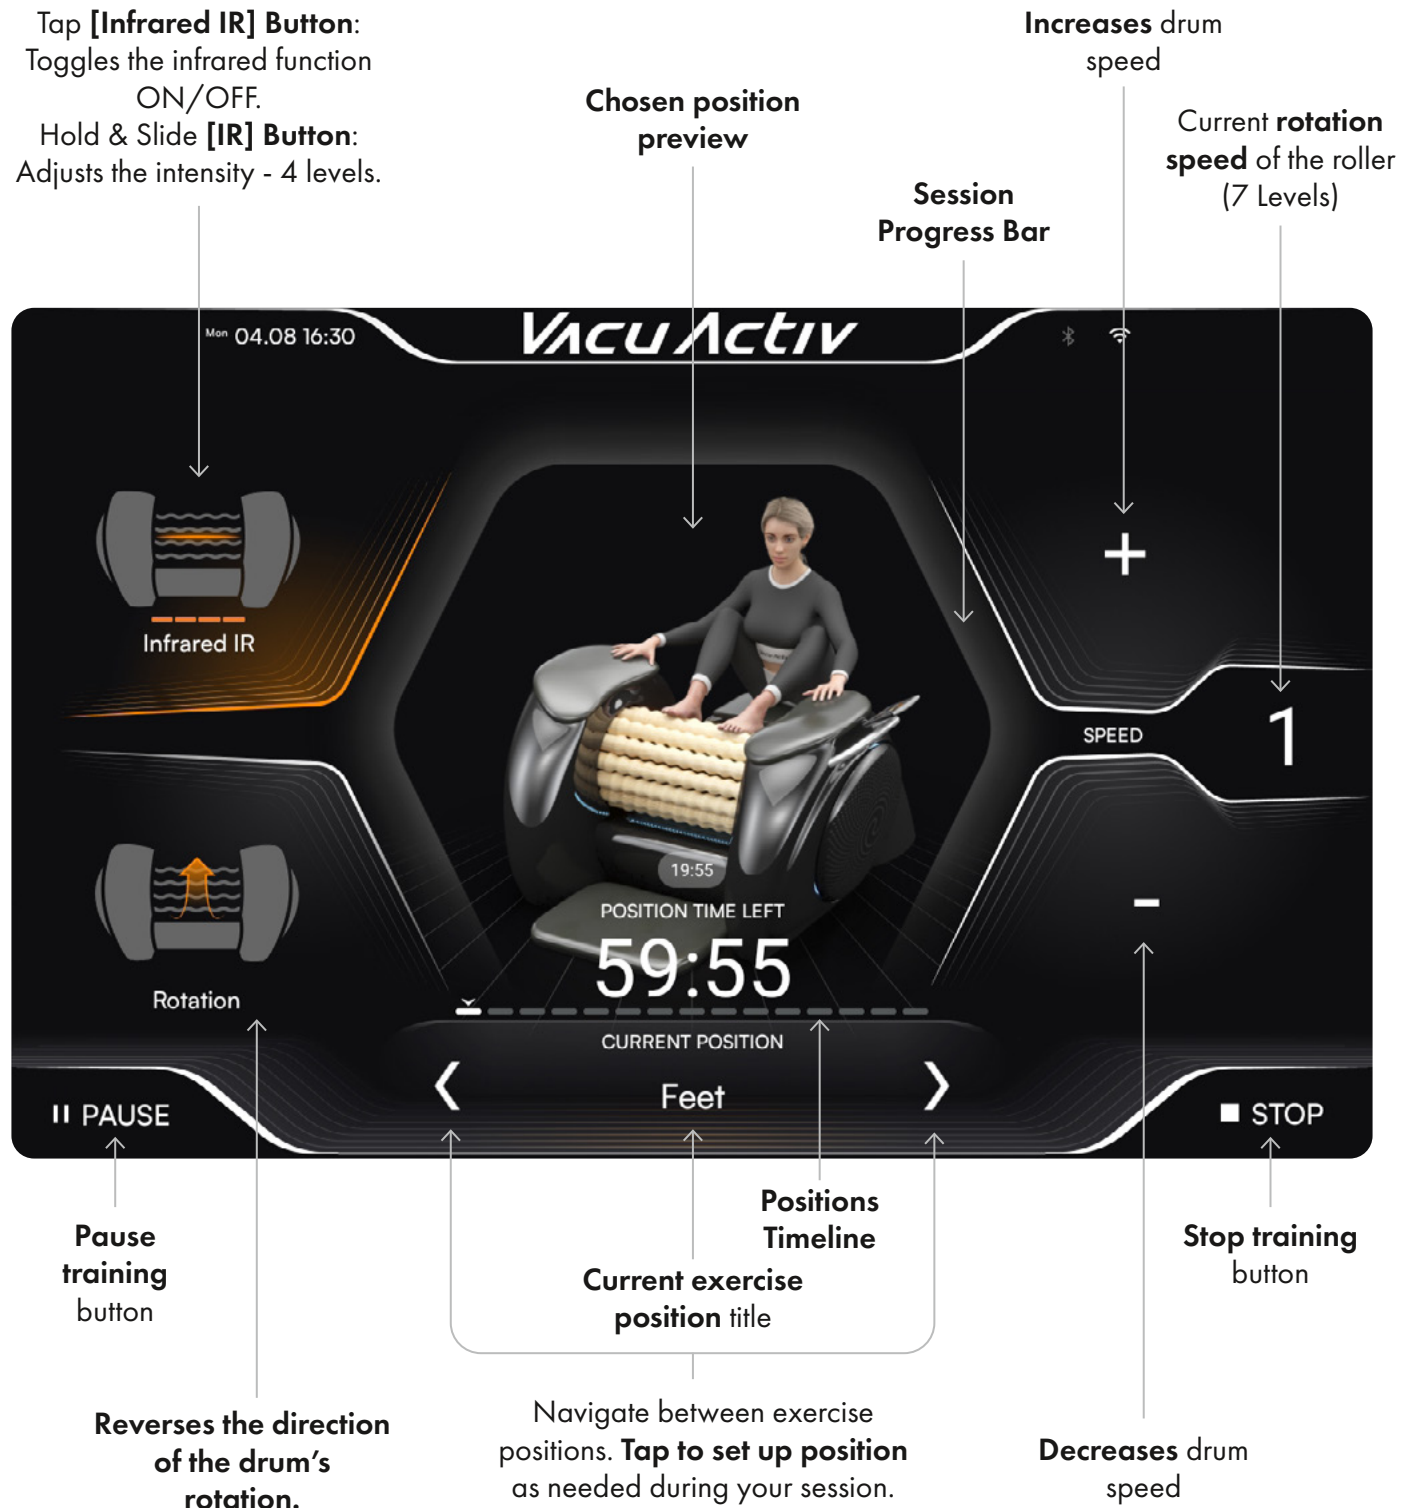 Tap [Infrared IR] Button:
Toggles the infrared function
ON/OFF.
Hold & Slide [IR] Button:
Adjusts the intensity - 4 levels.
Chosen position
preview
Increases drum
speed
Current rotation
speed of the roller
(7 Levels)
Session
Progress Bar
Mon 04.08 16:30
VACUACTIV
Infrared IR
SPEED
1
+
-
Rotation
19:55
POSITION TIME LEFT
59:55
CURRENT POSITION
Feet
PAUSE
STOP
Pause
training
button
Positions
Timeline
Current exercise
position title
Stop training
button
Reverses the direction
of the drum's
rotation.
Navigate between exercise
positions. Tap to set up position
as needed during your session.
Decreases drum
speed